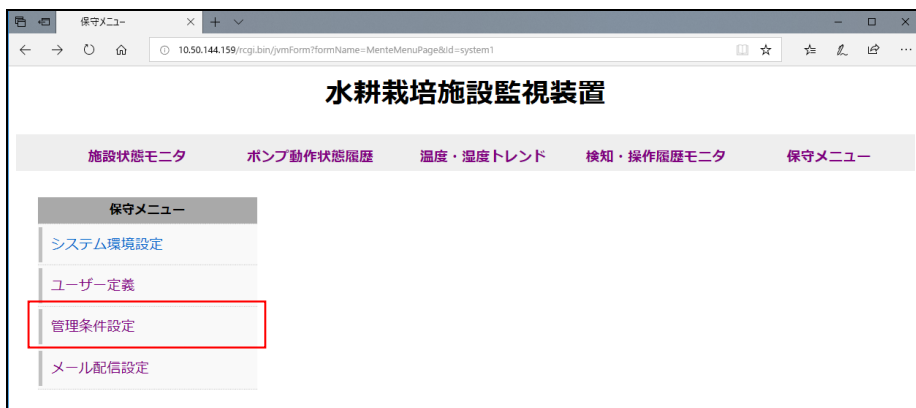 保守メニュー
10.50.144.159/rcgi.bin/jvmForm?formName=MenteMenuPage&id=system1
水耕栽培施設監視装置
施設状態モニタ ポンプ動作状態履歴 温度・湿度トレンド 検知・操作履歴モニタ 保守メニュー
保守メニュー
システム環境設定
ユーザー定義
管理条件設定
メール配信設定